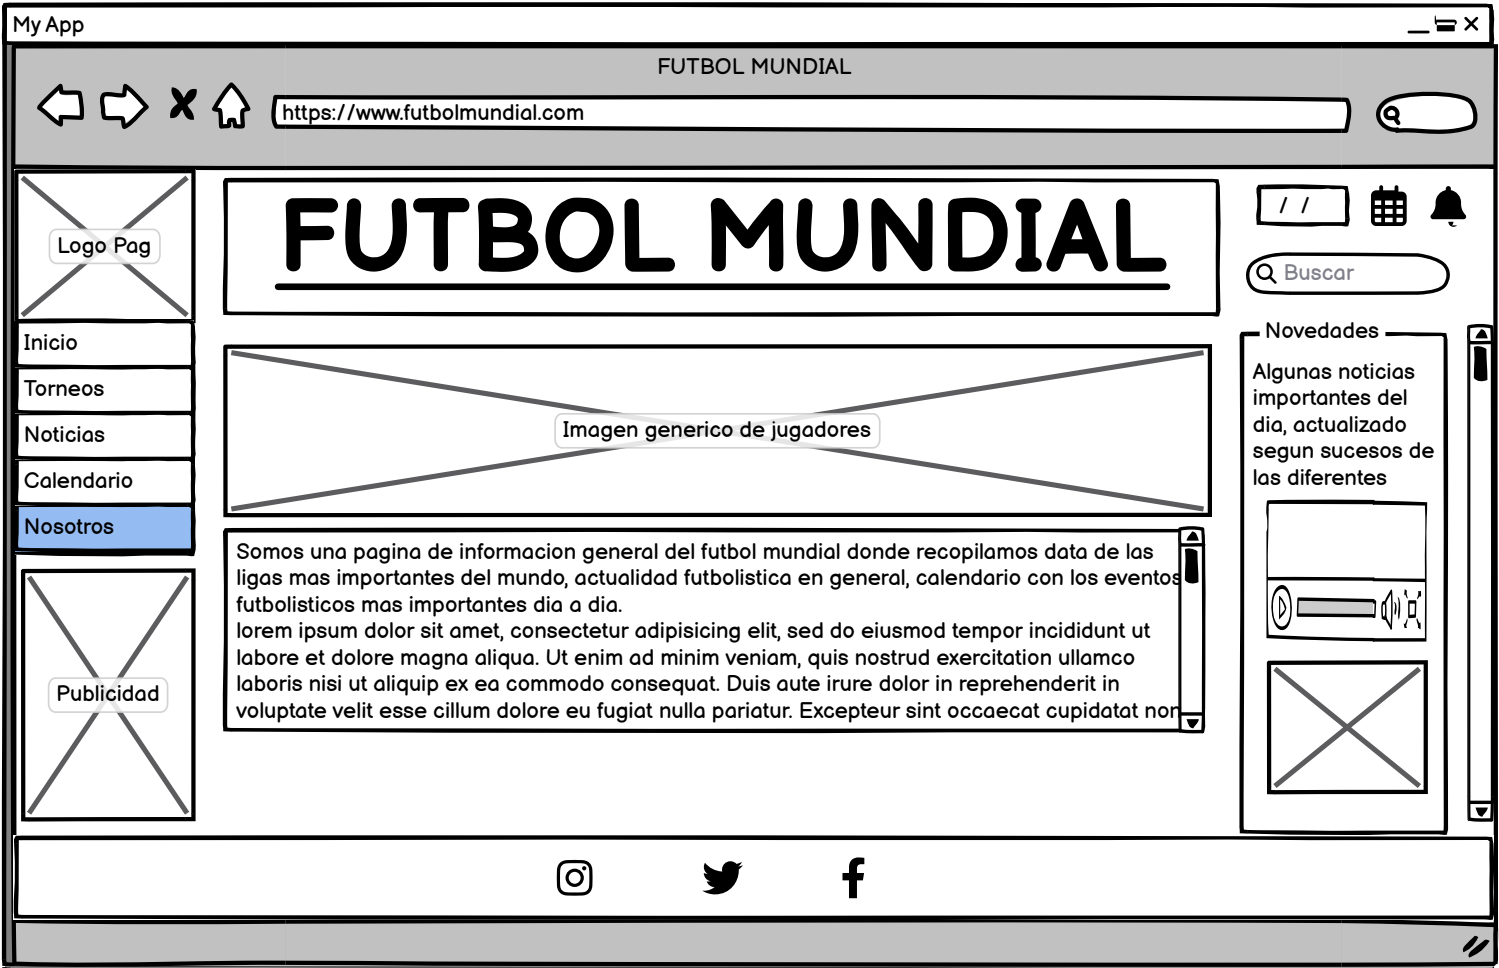 My App
FUTBOL MUNDIAL
https://www.futbolmundial.com
Logo Pag
FUTBOL MUNDIAL
/ /
Buscar
Inicio
Torneos
Noticias
Calendario
Nosotros
Publicidad
Imagen generico de jugadores
Somos una pagina de informacion general del futbol mundial donde recopilamos data de las
ligas mas importantes del mundo, actualidad futbolistica en general, calendario con los eventos
futbolisticos mas importantes dia a dia.
lorem ipsum dolor sit amet, consectetur adipisicing elit, sed do eiusmod tempor incididunt ut
labore et dolore magna aliqua. Ut enim ad minim veniam, quis nostrud exercitation ullamco
laboris nisi ut aliquip ex ea commodo consequat. Duis aute irure dolor in reprehenderit in
voluptate velit esse cillum dolore eu fugiat nulla pariatur. Excepteur sint occaecat cupidatat non
Novedades
Algunas noticias
importantes del
dia, actualizado
segun sucesos de
las diferentes